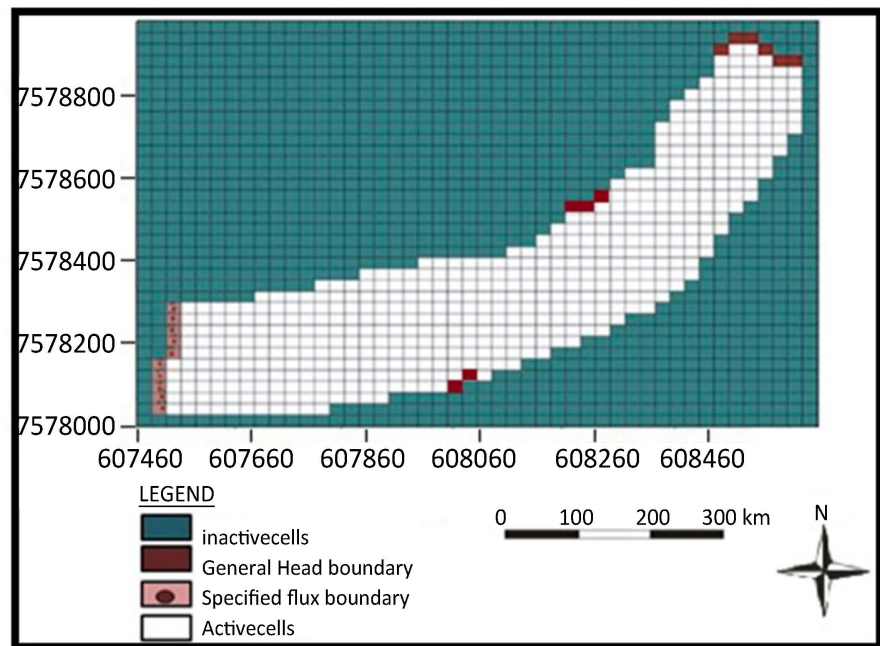 7578800
7578600
7578400
7578200
7578000
607460 607660 607860 608060 608260 608460
LEGEND
inactivecells
General Head boundary
Specified flux boundary
Activecells
0 100 200 300 km
N